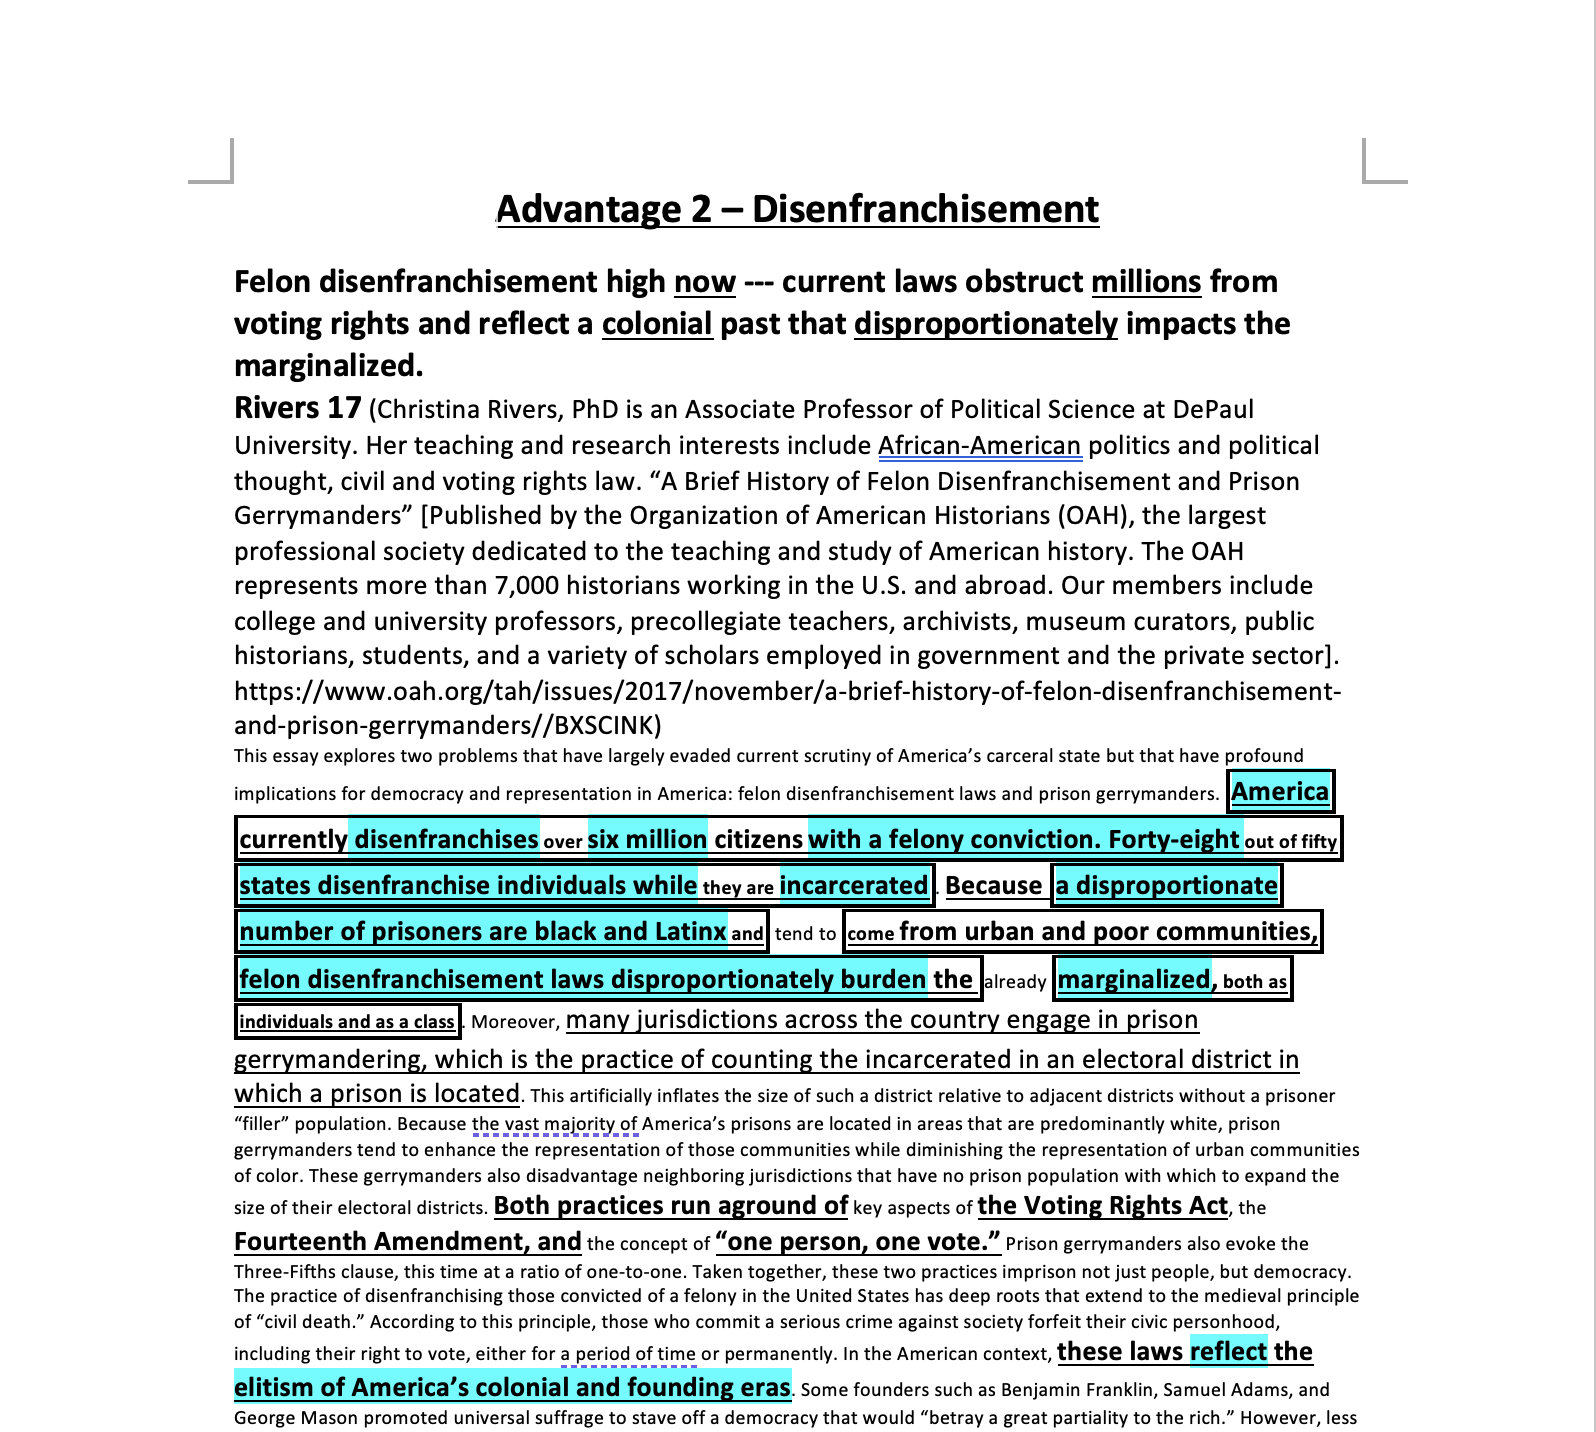 Advantage 2 – Disenfranchisement
Felon disenfranchisement high now --- current laws obstruct millions from
voting rights and reflect a colonial past that disproportionately impacts the
marginalized.
Rivers 17 (Christina Rivers, PhD is an Associate Professor of Political Science at DePaul
University. Her teaching and research interests include African-American politics and political
thought, civil and voting rights law. “A Brief History of Felon Disenfranchisement and Prison
Gerrymanders” [Published by the Organization of American Historians (OAH), the largest
professional society dedicated to the teaching and study of American history. The OAH
represents more than 7,000 historians working in the U.S. and abroad. Our members include
college and university professors, precollegiate teachers, archivists, museum curators, public
historians, students, and a variety of scholars employed in government and the private sector].
https://www.oah.org/tah/issues/2017/november/a-brief-history-of-felon-disenfranchisement-
and-prison-gerrymanders//BXSCINK)
This essay explores two problems that have largely evaded current scrutiny of America’s carceral state but that have profound
implications for democracy and representation in America: felon disenfranchisement laws and prison gerrymanders. America
currently disenfranchises over six million citizens with a felony conviction. Forty-eight out of fifty
states disenfranchise individuals while they are incarcerated. Because a disproportionate
number of prisoners are black and Latinx and tend to come from urban and poor communities,
felon disenfranchisement laws disproportionately burden the already marginalized, both as
individuals and as a class. Moreover, many jurisdictions across the country engage in prison
gerrymandering, which is the practice of counting the incarcerated in an electoral district in
which a prison is located. This artificially inflates the size of such a district relative to adjacent districts without a prisoner
“filler” population. Because the vast majority of America’s prisons are located in areas that are predominantly white, prison
gerrymanders tend to enhance the representation of those communities while diminishing the representation of urban communities
of color. These gerrymanders also disadvantage neighboring jurisdictions that have no prison population with which to expand the
size of their electoral districts. Both practices run aground of key aspects of the Voting Rights Act, the
Fourteenth Amendment, and the concept of “one person, one vote.” Prison gerrymanders also evoke the
Three-Fifths clause, this time at a ratio of one-to-one. Taken together, these two practices imprison not just people, but democracy.
The practice of disenfranchising those convicted of a felony in the United States has deep roots that extend to the medieval principle
of “civil death.” According to this principle, those who commit a serious crime against society forfeit their civic personhood,
including their right to vote, either for a period of time or permanently. In the American context, these laws reflect the
elitism of America’s colonial and founding eras. Some founders such as Benjamin Franklin, Samuel Adams, and
George Mason promoted universal suffrage to stave off a democracy that would “betray a great partiality to the rich.” However, less